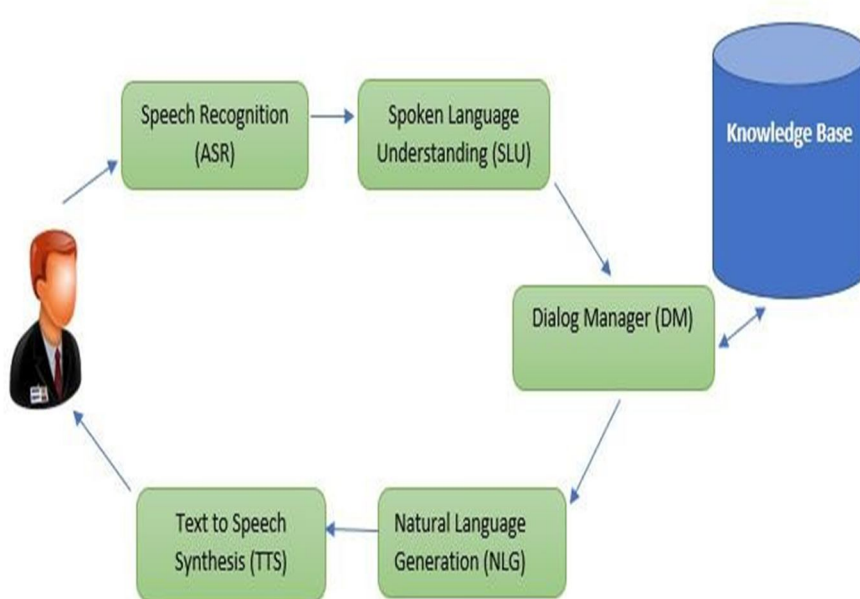 Speech Recognition
(ASR)
Spoken Language
Understanding (SLU)
Knowledge Base
Dialog Manager (DM)
Text to Speech
Synthesis (TTS)
Natural Language
Generation (NLG)